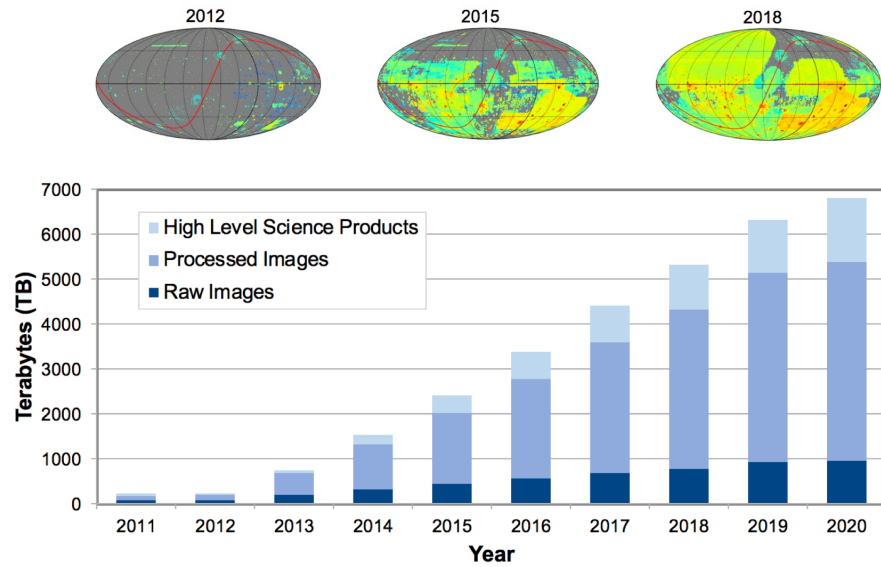 2012 2015 2018
7000
6000
5000
4000
3000
2000
1000
0
Terabytes (TB)
High Level Science Products
Processed Images
Raw Images
2011 2012 2013 2014 2015 2016 2017 2018 2019 2020
Year